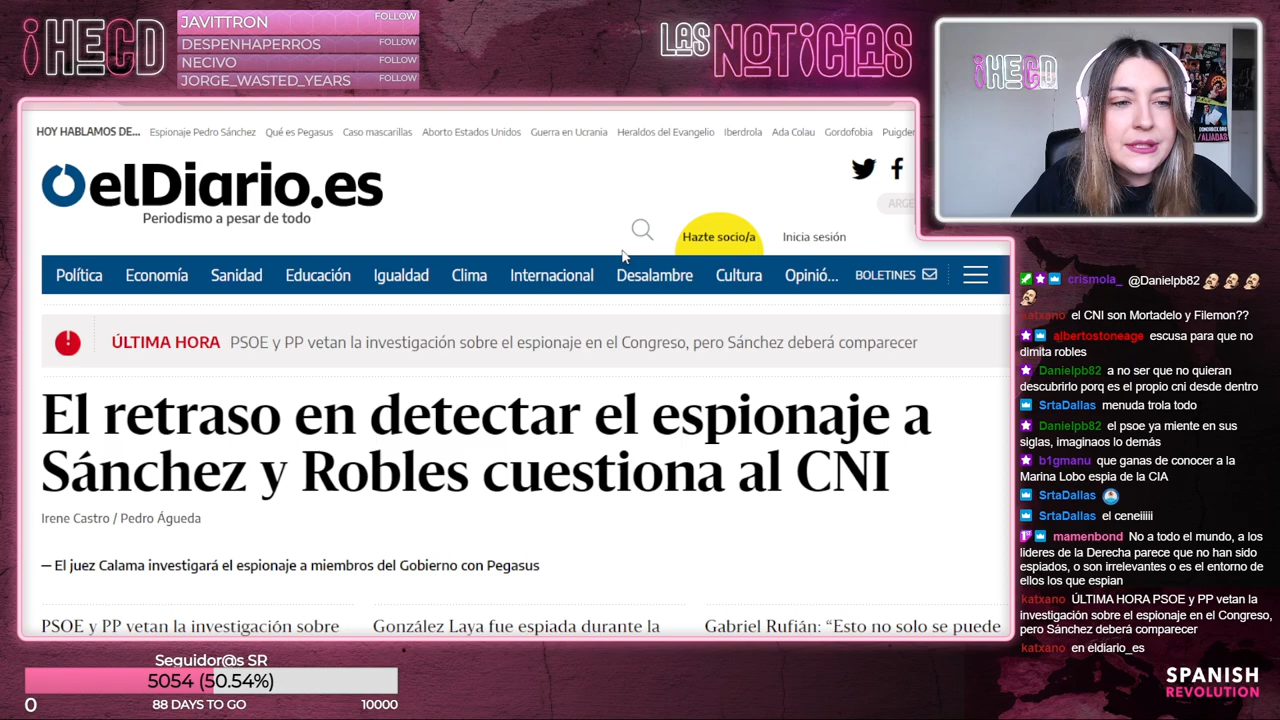 ¡HECD
JAVITTRON FOLLOW
DESPENHAPERROS FOLLOW
NECIVO FOLLOW
JORGE_WASTED_YEARS FOLLOW
LAS NOTICIAS
¡HECD
/ALIADAS
HOY HABLAMOS DE... Espionaje Pedro Sánchez Qué es Pegasus Caso mascarillas Aborto Estados Unidos Guerra en Ucrania Heraldos del Evangelio Iberdrola Ada Colau Gordofobia Puigden
elDiario.es
Periodismo a pesar de todo
ARGE
Hazte socio/a Inicia sesión
Política Economía Sanidad Educación Igualdad Clima Internacional Desalambre Cultura Opinió... BOLETINES
ÚLTIMA HORA PSOE y PP vetan la investigación sobre el espionaje en el Congreso, pero Sánchez deberá comparecer
El retraso en detectar el espionaje a
Sánchez y Robles cuestiona al CNI
Irene Castro / Pedro Águeda
— El juez Calama investigará el espionaje a miembros del Gobierno con Pegasus
PSOE y PP vetan la investigación sobre
González Laya fue espiada durante la
Gabriel Rufián: “Esto no solo se puede
crismola_ @Danielpb82
katxano el CNI son Mortadelo y Filemon??
albertostoneage escusa para que no
dimita robles
Danielpb82 a no ser que no quieran
descubrirlo porq es el propio cni desde dentro
SrtaDallas menuda trola todo
Danielpb82 el psoe ya miente en sus
siglas, imaginaos lo demás
b1gmanu que ganas de conocer a la
Marina Lobo espia de la CIA
SrtaDallas
SrtaDallas el ceneiiiii
mamenbond No a todo el mundo, a los
lideres de la Derecha parece que no han sido
espiados, o son irrelevantes o es el entorno de
ellos los que espian
katxano ÚLTIMA HORA PSOE y PP vetan la
investigación sobre el espionaje en el Congreso,
pero Sánchez deberá comparecer
katxano en eldiario_es
Seguidor@s SR
5054 (50.54%)
0 88 DAYS TO GO 10000
SPANISH
REVOLUTION